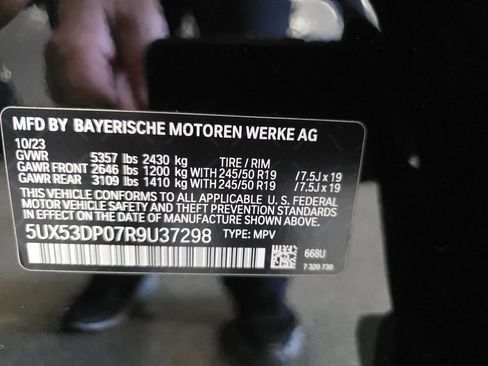 MFD BY BAYERISCHE MOTOREN WERKE AG
10/23
GVWR 5357 lbs 2430 kg TIRE / RIM
GAWR FRONT 2646 lbs 1200 kg WITH 245/50 R19 /7.5J x 19
GAWR REAR 3109 lbs 1410 kg WITH 245/50 R19 /7.5J x 19
THIS VEHICLE CONFORMS TO ALL APPLICABLE U.S. FEDERAL
MOTOR VEHICLE SAFETY AND THEFT PREVENTION STANDARDS
IN EFFECT ON THE DATE OF MANUFACTURE SHOWN ABOVE.
5UX53DP07R9U37298 TYPE: MPV
668U
7 320 730